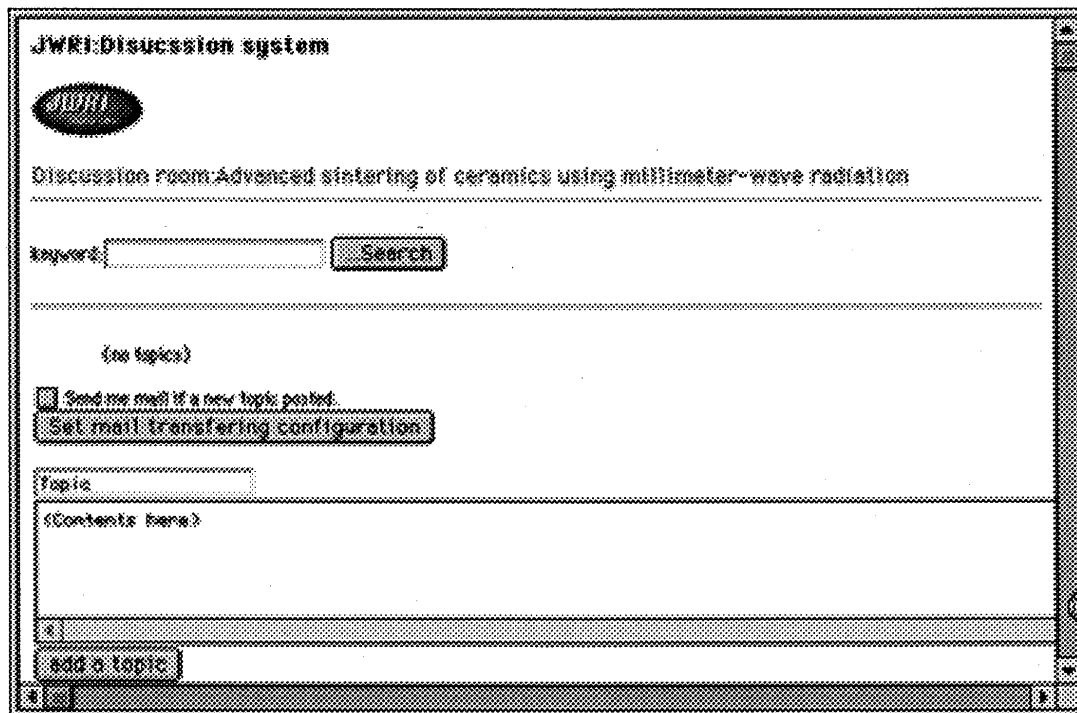 JWRI:Disucssion system
JWRI
Discussion room:Advanced sintering of ceramics using millimeter-wave radiation
keyword: Search
(no topics)
Send me mail if a new topic posted.
Set mail transfering configuration
Topic
(Contents here)
add a topic